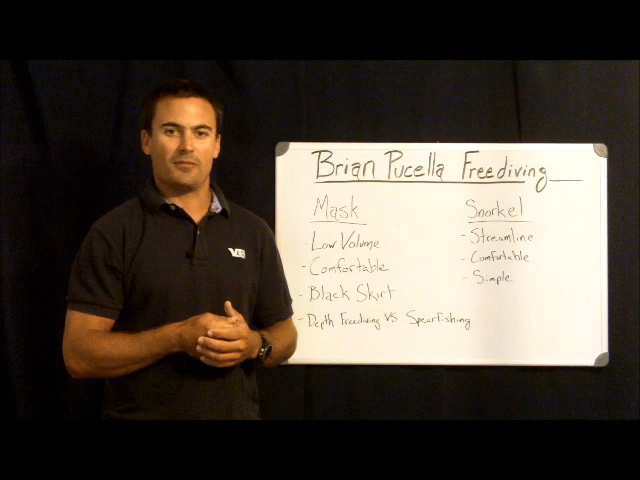 Brian Pucella Freediving
Mask
- Low Volume
- Comfortable
- Black Skirt
- Depth Freediving VS Spearfishing
Snorkel
- Streamline
- Comfortable
- Simple